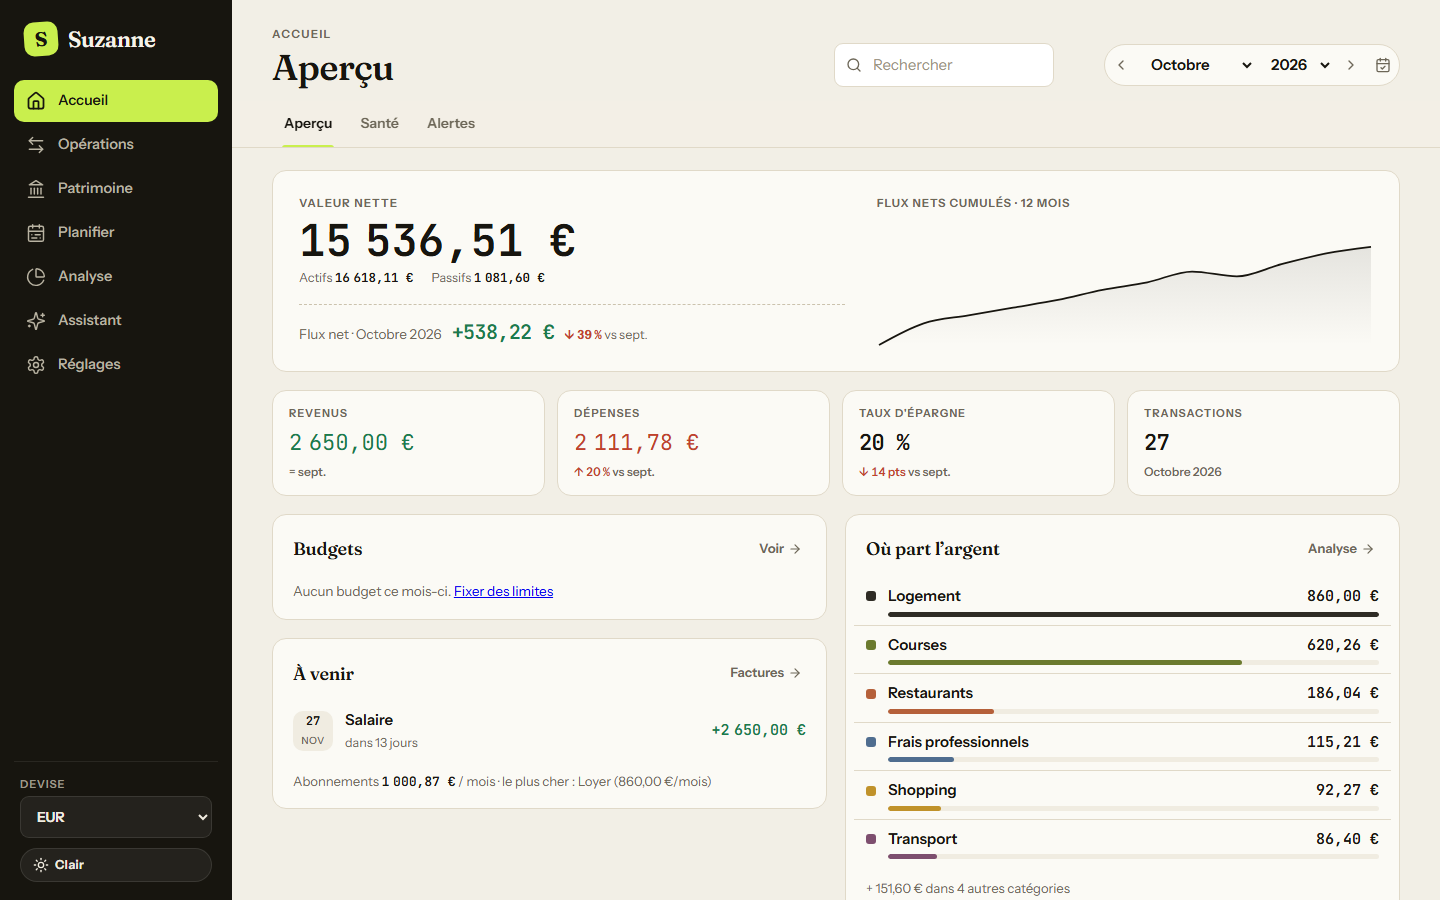 S Suzanne
Accueil
Opérations
Patrimoine
Planifier
Analyse
Assistant
Réglages
DEVISE
EUR
Clair
ACCUEIL
Aperçu
Rechercher
Octobre 2026
Aperçu Santé Alertes
VALEUR NETTE
15 536,51 €
Actifs 16 618,11 € Passifs 1 081,60 €
Flux net · Octobre 2026 +538,22 € ↓ 39 % vs sept.
FLUX NETS CUMULÉS · 12 MOIS
REVENUS
2 650,00 €
= sept.
DÉPENSES
2 111,78 €
↑ 20 % vs sept.
TAUX D'ÉPARGNE
20 %
↓ 14 pts vs sept.
TRANSACTIONS
27
Octobre 2026
Budgets
Voir →
Aucun budget ce mois-ci. Fixer des limites
À venir
Factures →
27 NOV
Salaire
dans 13 jours
+2 650,00 €
Abonnements 1 000,87 € / mois · le plus cher : Loyer (860,00 €/mois)
Où part l’argent
Analyse →
Logement 860,00 €
Courses 620,26 €
Restaurants 186,04 €
Frais professionnels 115,21 €
Shopping 92,27 €
Transport 86,40 €
+ 151,60 € dans 4 autres catégories